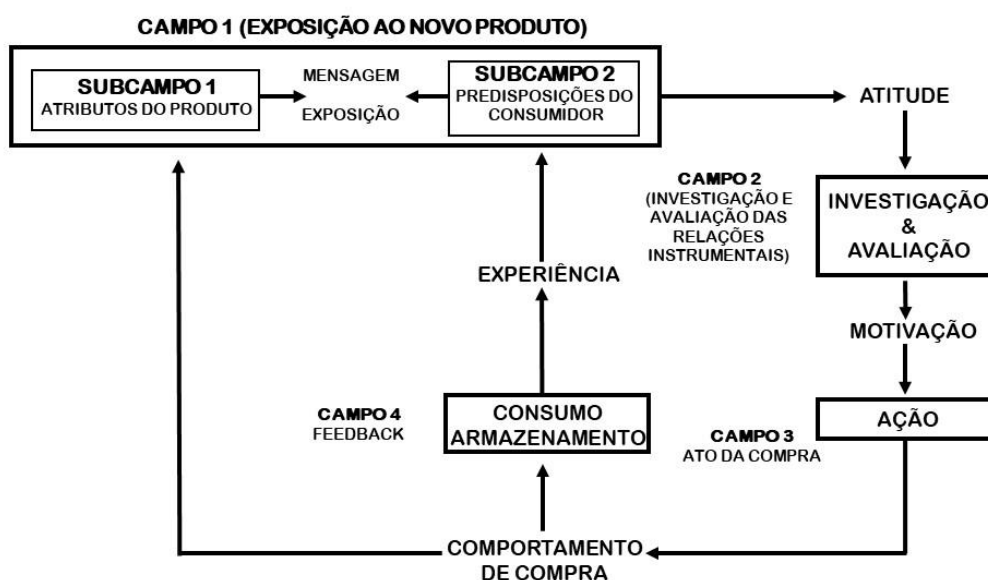 CAMPO 1 (EXPOSIÇÃO AO NOVO PRODUTO)
SUBCAMPO 1
ATRIBUTOS DO PRODUTO
MENSAGEM
EXPOSIÇÃO
SUBCAMPO 2
PREDISPOSIÇÕES DO
CONSUMIDOR
ATITUDE
CAMPO 2
(INVESTIGAÇÃO E
AVALIAÇÃO DAS
RELAÇÕES
INSTRUMENTAIS)
INVESTIGAÇÃO
&
AVALIAÇÃO
EXPERIÊNCIA
MOTIVAÇÃO
CAMPO 4
FEEDBACK
CONSUMO
ARMAZENAMENTO
CAMPO 3
ATO DA COMPRA
AÇÃO
COMPORTAMENTO
DE COMPRA